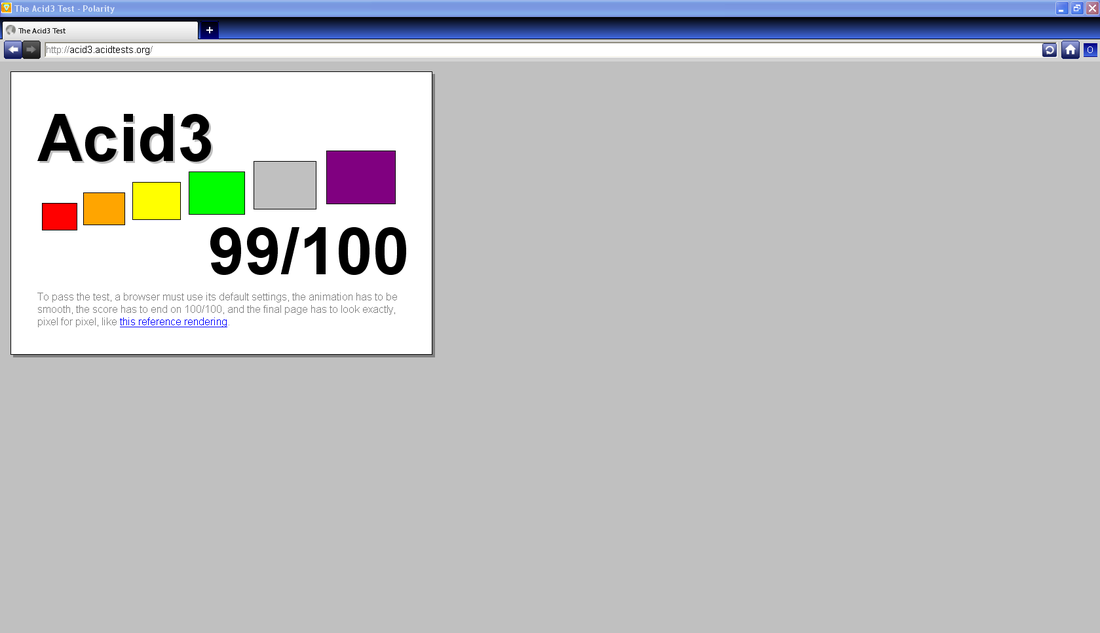 The Acid3 Test - Polarity
The Acid3 Test
+
http://acid3.acidtests.org/
O
Acid3
99/100
To pass the test, a browser must use its default settings, the animation has to be
smooth, the score has to end on 100/100, and the final page has to look exactly,
pixel for pixel, like this reference rendering.